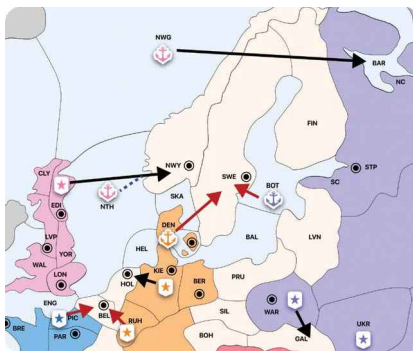 NWG
BAR
NC
FIN
CLY
NWY
SWE
STP
SC
BOT
EDI
NTH
SKA
DEN
LVP
YOR
HEL
BAL
LVN
WAL
KIE
LON
HOL
BER
PRU
ENG
WAR
PIC
BEL
RUH
SIL
BRE
PAR
BOH
GAL
UKR